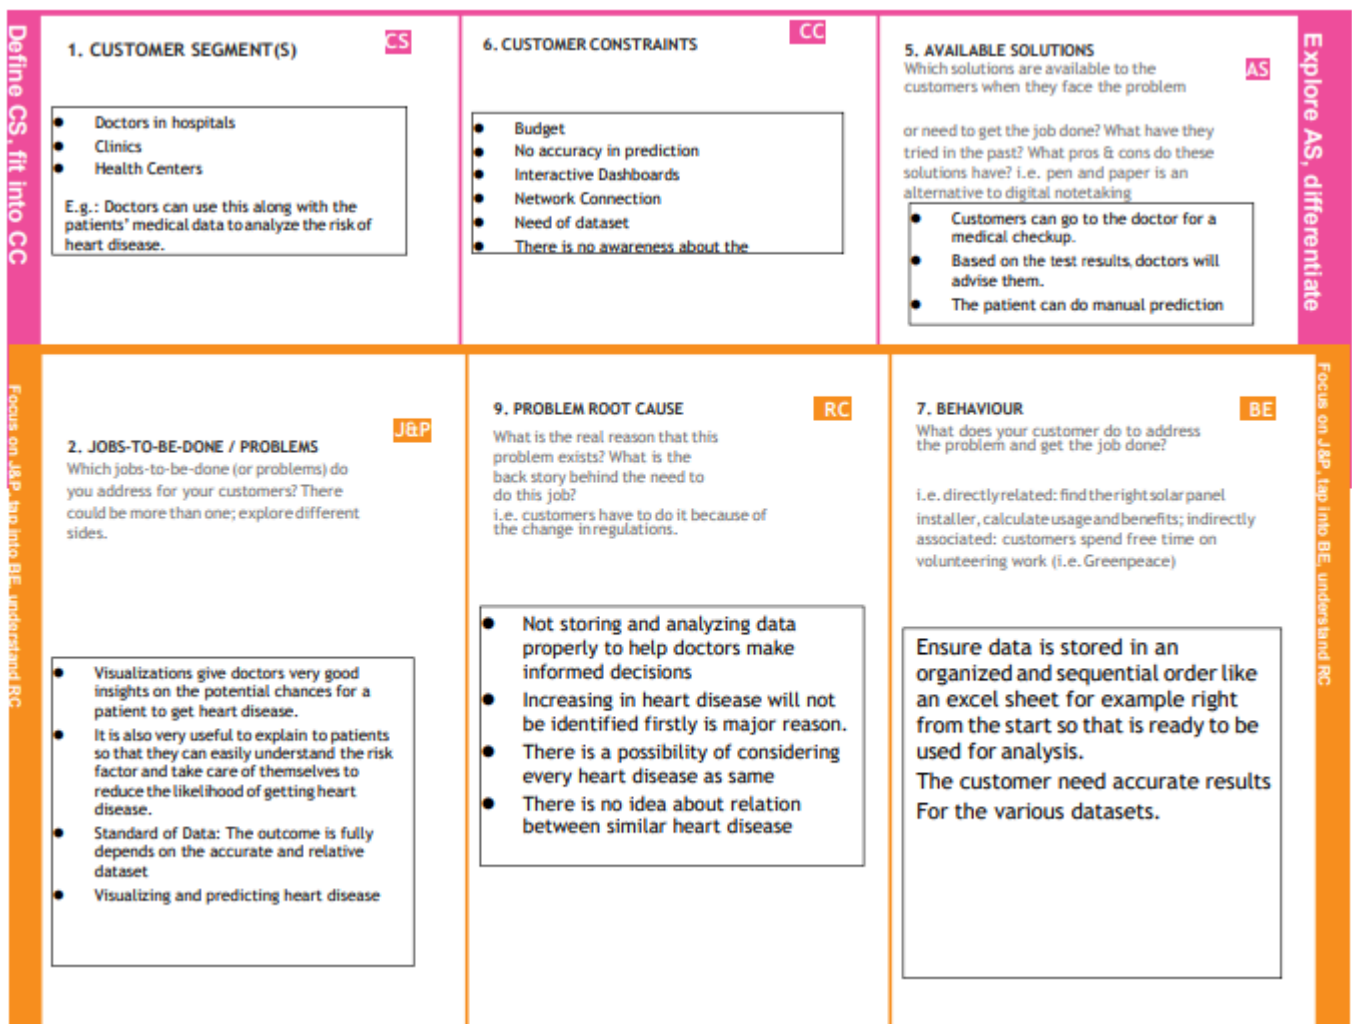 Define CS, fit into CC
1. CUSTOMER SEGMENT(S)
CS
● Doctors in hospitals
● Clinics
● Health Centers
E.g.: Doctors can use this along with the
patients' medical data to analyze the risk of
heart disease.
6. CUSTOMER CONSTRAINTS
CC
● Budget
● No accuracy in prediction
● Interactive Dashboards
● Network Connection
● Need of dataset
● There is no awareness about the
5. AVAILABLE SOLUTIONS
AS
Which solutions are available to the
customers when they face the problem
or need to get the job done? What have they
tried in the past? What pros & cons do these
solutions have? i.e. pen and paper is an
alternative to digital notetaking
● Customers can go to the doctor for a
medical checkup.
● Based on the test results, doctors will
advise them.
● The patient can do manual prediction
Explore AS, differentiate
Focus on J&P, tap into BE, understand RC
J&P
2. JOBS-TO-BE-DONE / PROBLEMS
Which jobs-to-be-done (or problems) do
you address for your customers? There
could be more than one; explore different
sides.
● Visualizations give doctors very good
insights on the potential chances for a
patient to get heart disease.
● It is also very useful to explain to patients
so that they can easily understand the risk
factor and take care of themselves to
reduce the likelihood of getting heart
disease.
● Standard of Data: The outcome is fully
depends on the accurate and relative
dataset
● Visualizing and predicting heart disease
9. PROBLEM ROOT CAUSE
RC
What is the real reason that this
problem exists? What is the
back story behind the need to
do this job?
i.e. customers have to do it because of
the change in regulations.
● Not storing and analyzing data
properly to help doctors make
informed decisions
● Increasing in heart disease will not
be identified firstly is major reason.
● There is a possibility of considering
every heart disease as same
● There is no idea about relation
between similar heart disease
7. BEHAVIOUR
BE
What does your customer do to address
the problem and get the job done?
i.e. directly related: find the right solar panel
installer, calculate usage and benefits; indirectly
associated: customers spend free time on
volunteering work (i.e. Greenpeace)
Ensure data is stored in an
organized and sequential order like
an excel sheet for example right
from the start so that is ready to be
used for analysis.
The customer need accurate results
For the various datasets.
Focus on J&P, tap into BE, understand RC